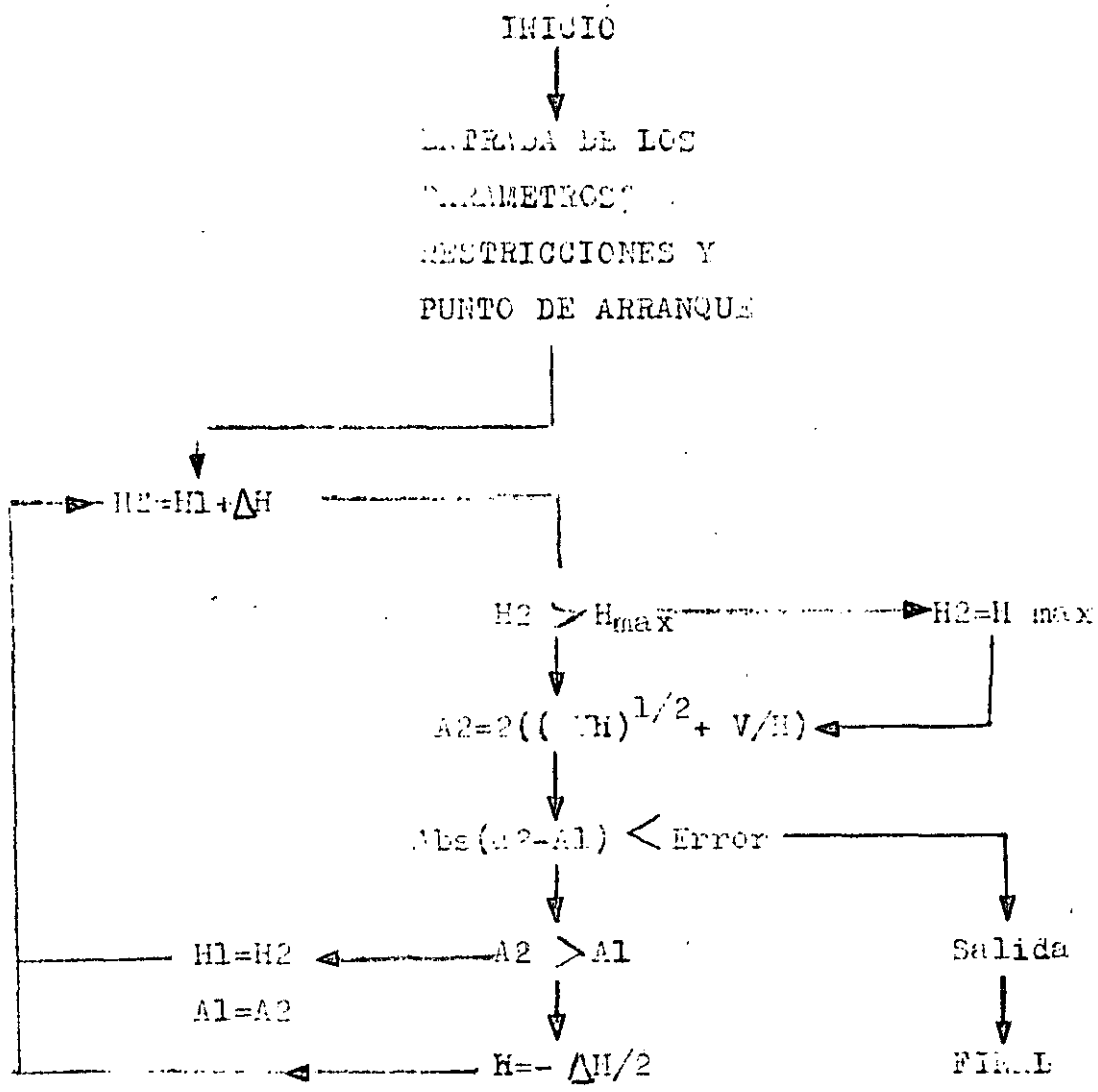 INICIO
ENTRADA DE LOS
PARAMETROS
RESTRICCIONES Y
PUNTO DE ARRANQUE
H2=H1+ΔH
H2 > Hmax
H2=H max
A2=2(( πH)^1/2 + V/H)
Abs(A2-A1) < Error
H1=H2
A2 > A1
Salida
A1=A2
H=- ΔH/2
FINAL